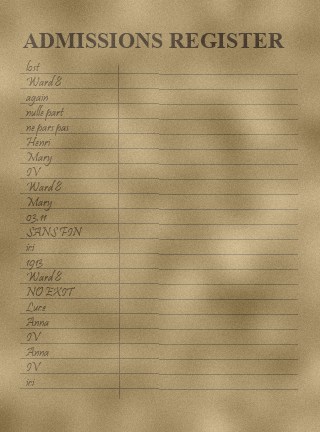 ADMISSIONS REGISTER
lost
Ward 8
again
nulle part
ne pars pas
Henri
Mary
IV
Ward 8
Mary
03.11
SANS FIN
ici
1913
Ward 8
NO EXIT
Lure
Anna
IV
Anna
IV
ici